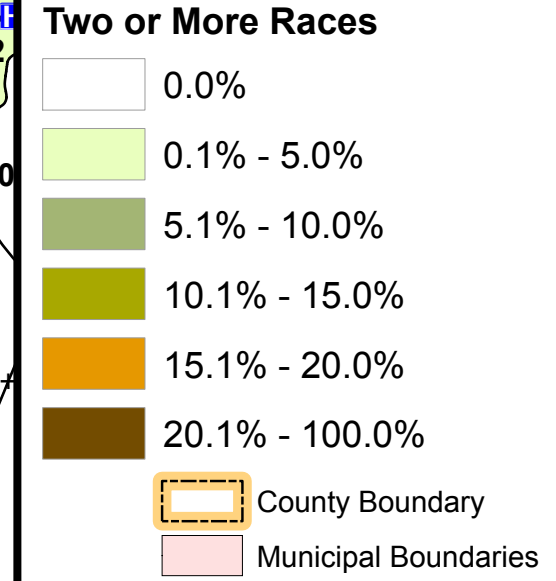 Two or More Races
0.0%
0.1% - 5.0%
5.1% - 10.0%
10.1% - 15.0%
15.1% - 20.0%
20.1% - 100.0%
County Boundary
Municipal Boundaries